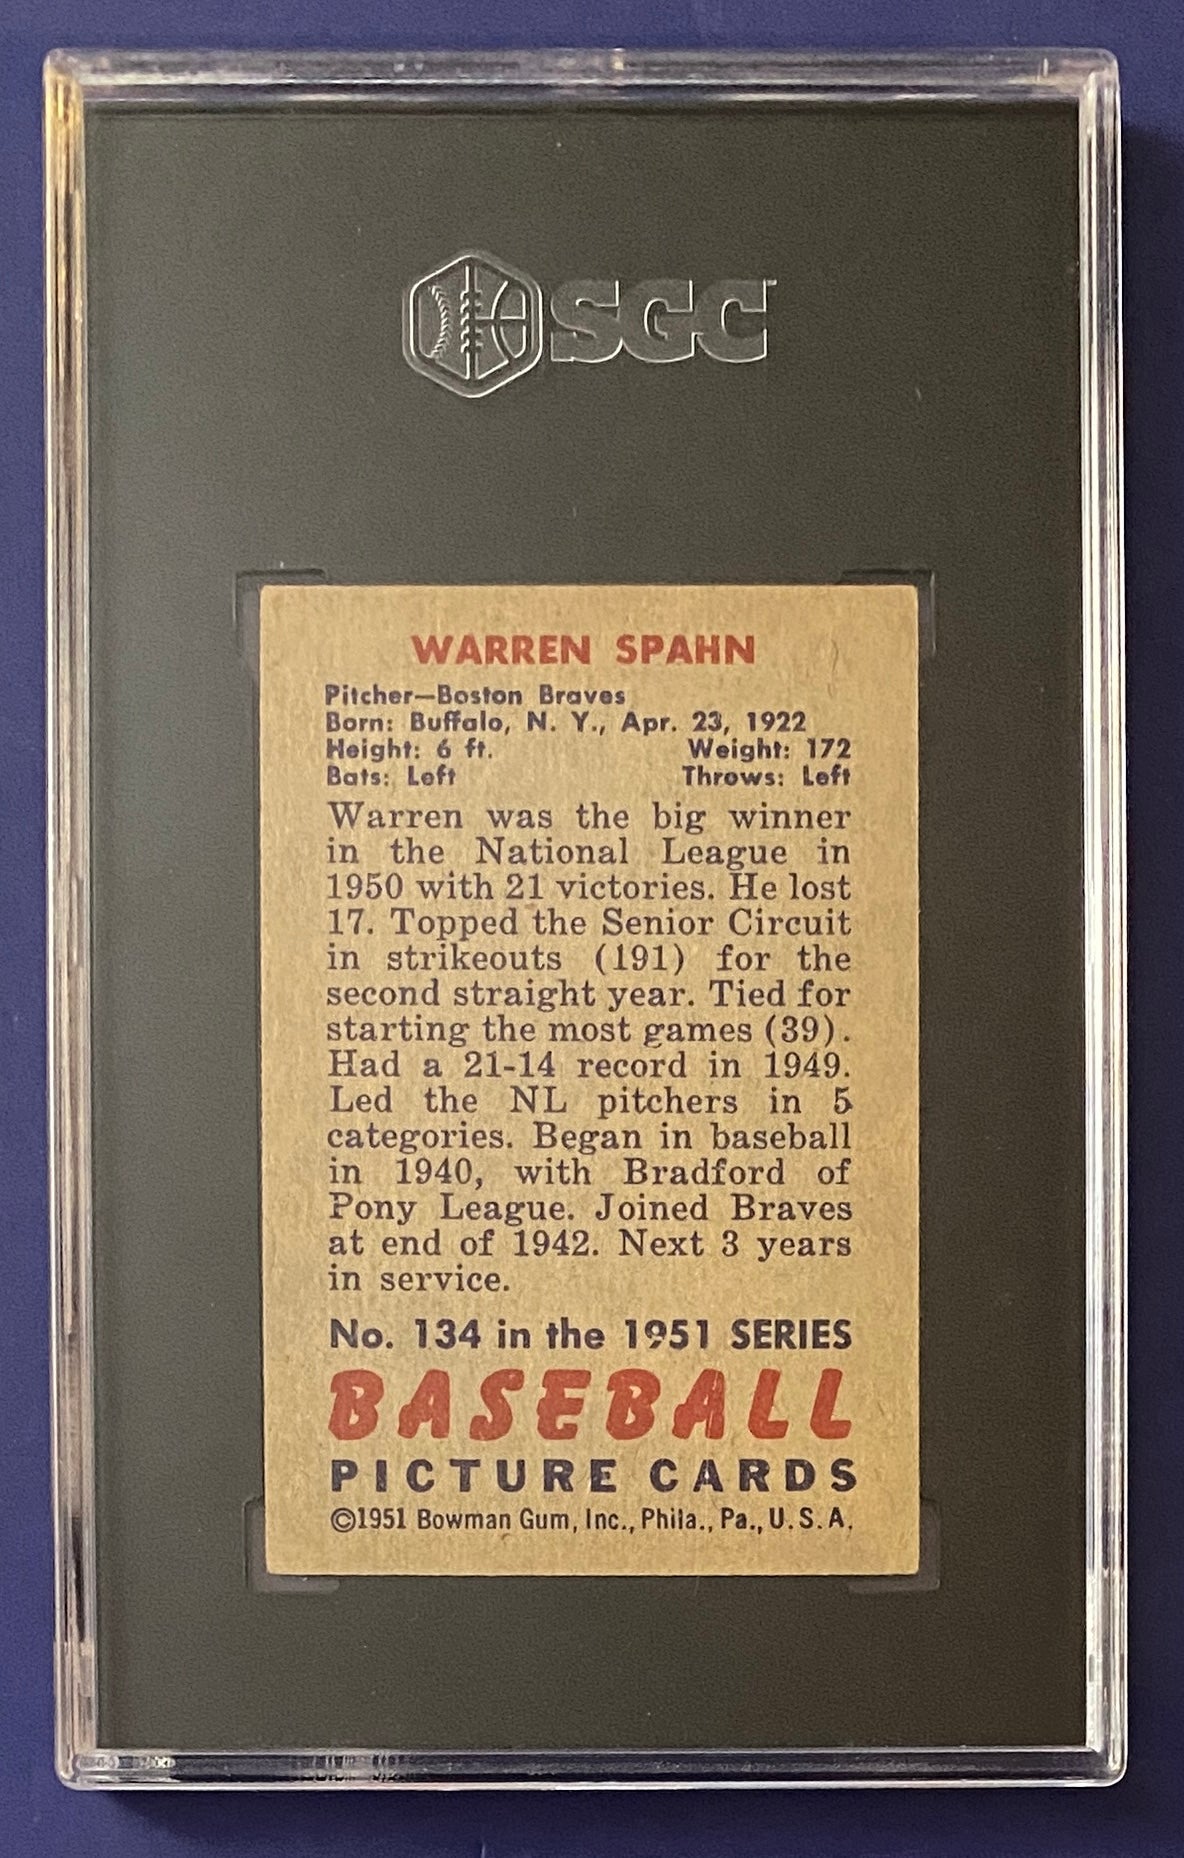 SGC
WARREN SPAHN
Pitcher—Boston Braves
Born: Buffalo, N. Y., Apr. 23, 1922
Height: 6 ft. Weight: 172
Bats: Left Throws: Left
Warren was the big winner
in the National League in
1950 with 21 victories. He lost
17. Topped the Senior Circuit
in strikeouts (191) for the
second straight year. Tied for
starting the most games (39).
Had a 21-14 record in 1949.
Led the NL pitchers in 5
categories. Began in baseball
in 1940, with Bradford of
Pony League. Joined Braves
at end of 1942. Next 3 years
in service.
No. 134 in the 1951 SERIES
BASEBALL
PICTURE CARDS
©1951 Bowman Gum, Inc., Phila., Pa., U. S. A.